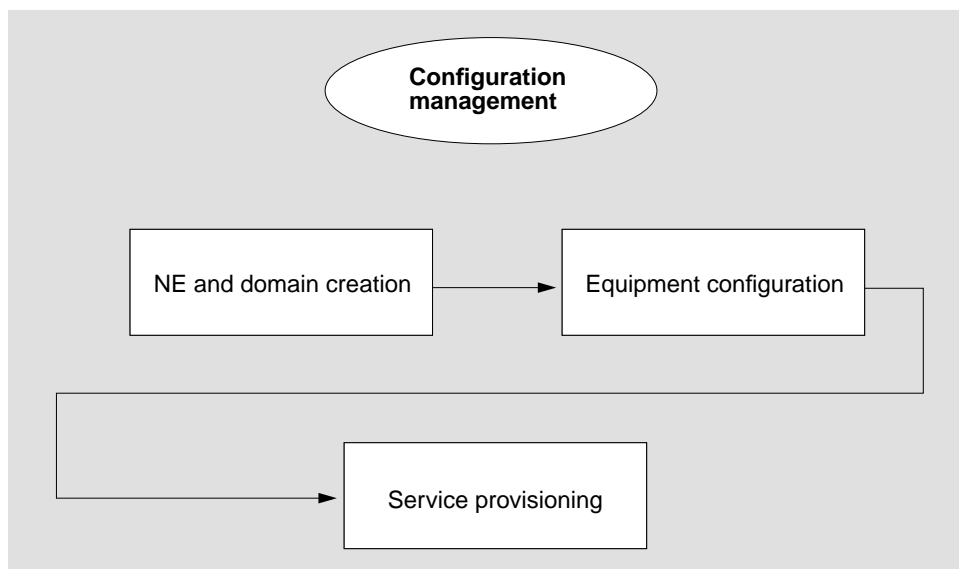 Configuration
management
NE and domain creation
Equipment configuration
Service provisioning